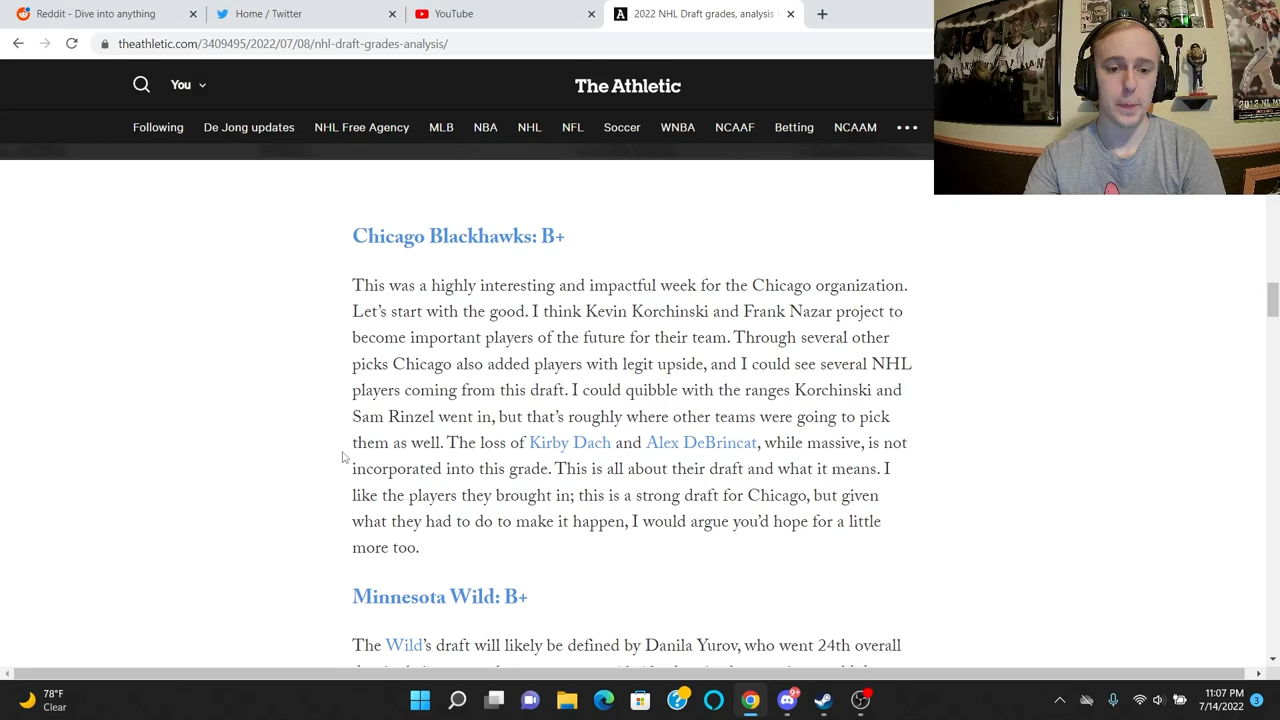 Reddit - Dive into anything
Home / Twitter
YouTube
2022 NHL Draft grades, analysis
theathletic.com/3409495/2022/07/08/nhl-draft-grades-analysis/
You
The Athletic
Following De Jong updates NHL Free Agency MLB NBA NHL NFL Soccer WNBA NCAAF Betting NCAAM
Chicago Blackhawks: B+
This was a highly interesting and impactful week for the Chicago organization.
Let's start with the good. I think Kevin Korchinski and Frank Nazar project to
become important players of the future for their team. Through several other
picks Chicago also added players with legit upside, and I could see several NHL
players coming from this draft. I could quibble with the ranges Korchinski and
Sam Rinzel went in, but that's roughly where other teams were going to pick
them as well. The loss of Kirby Dach and Alex DeBrincat, while massive, is not
incorporated into this grade. This is all about their draft and what it means. I
like the players they brought in; this is a strong draft for Chicago, but given
what they had to do to make it happen, I would argue you'd hope for a little
more too.
Minnesota Wild: B+
The Wild's draft will likely be defined by Danila Yurov, who went 24th overall
78°F
Clear
11:07 PM
7/14/2022